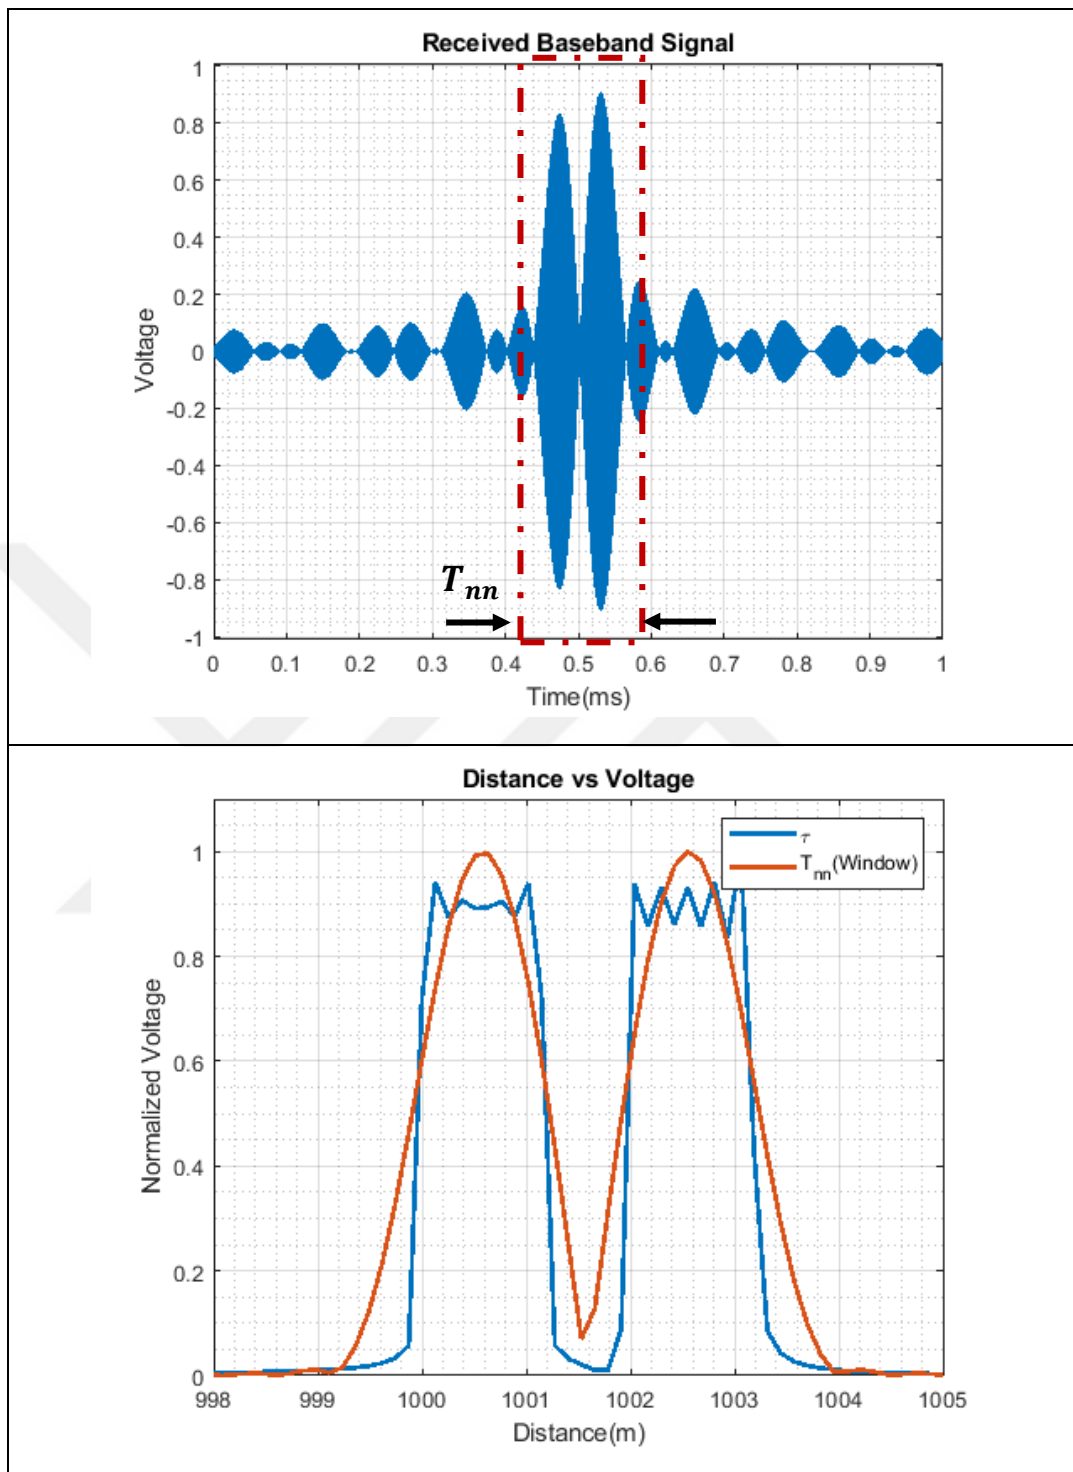 Received Baseband Signal
1
0.8
0.6
0.4
0.2
0
-0.2
-0.4
-0.6
-0.8
-1
Voltage
T_nn
0 0.1 0.2 0.3 0.4 0.5 0.6 0.7 0.8 0.9 1
Time(ms)
Distance vs Voltage
τ
T_nn(Window)
1
0.8
0.6
0.4
0.2
0
Normalized Voltage
998 999 1000 1001 1002 1003 1004 1005
Distance(m)